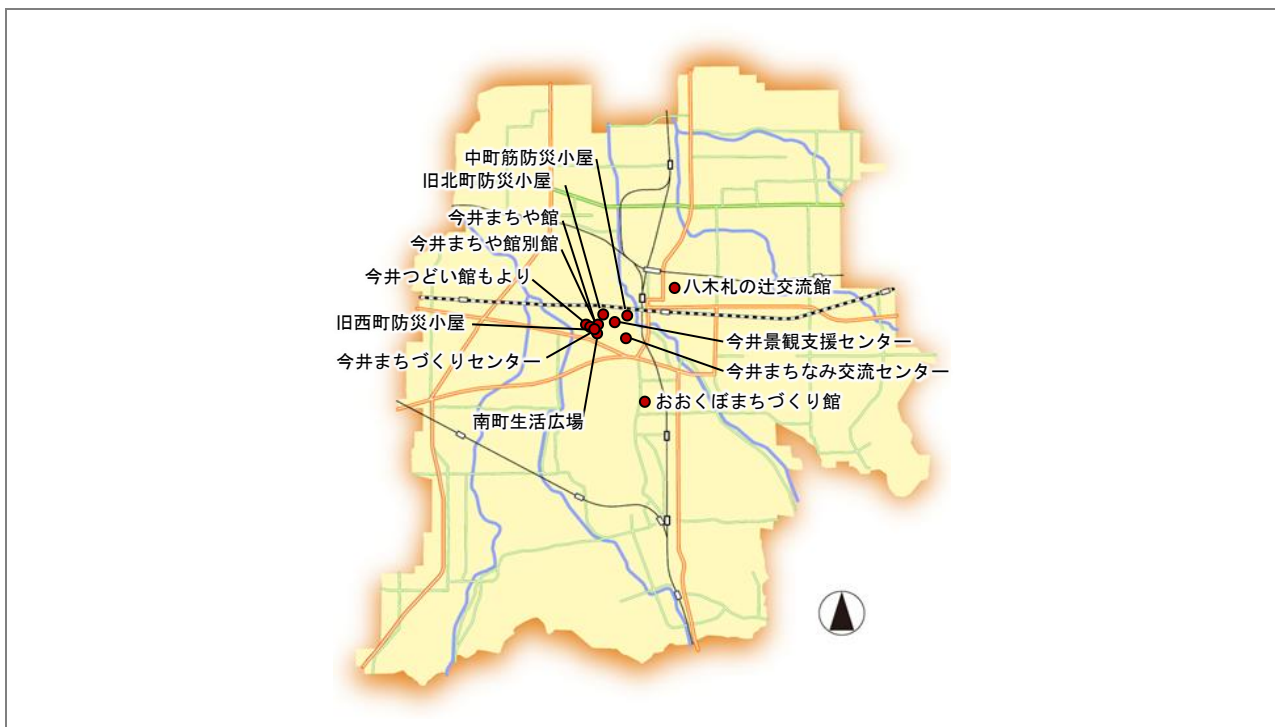 中町筋防災小屋
旧北町防災小屋
今井まちや館
今井まちや館別館
今井つどい館もより
八木札の辻交流館
旧西町防災小屋
今井景観支援センター
今井まちづくりセンター
今井まちなみ交流センター
おおくぼまちづくり館
南町生活広場